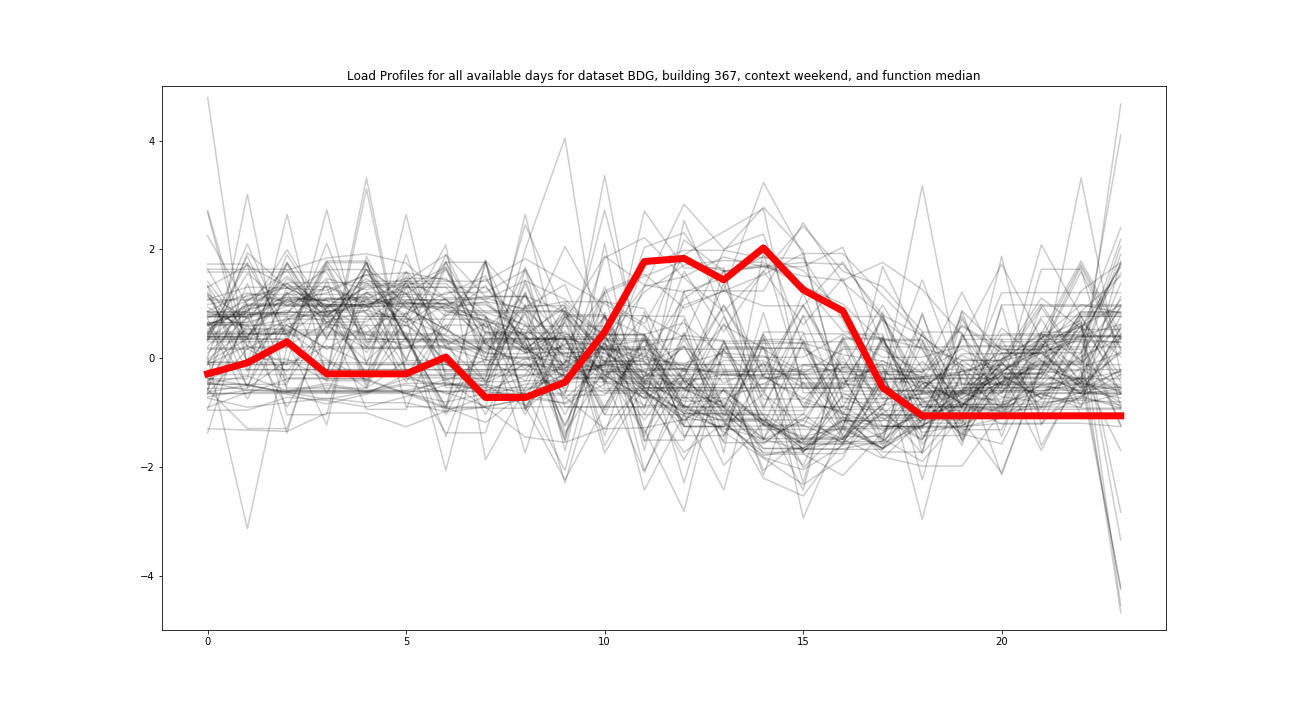 Load Profiles for all available days for dataset BDG, building 367, context weekend, and function median
4
2
0
−2
−4
0 5 10 15 20